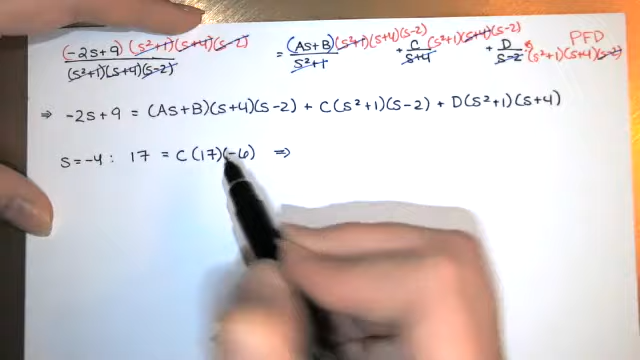 (-2s+9)(s²+1)(s+4)(s-2) / (s²+1)(s+4)(s-2) = (As+B)(s²+1)(s+4)(s-2) / s²+1 + C(s²+1)(s+4)(s-2) / s+4 + D / s-2 (s²+1)(s+4)(s-2) PFD
⇒ -2s+9 = (As+B)(s+4)(s-2) + C(s²+1)(s-2) + D(s²+1)(s+4)
s=-4: 17 = C(17)(-6) ⇒